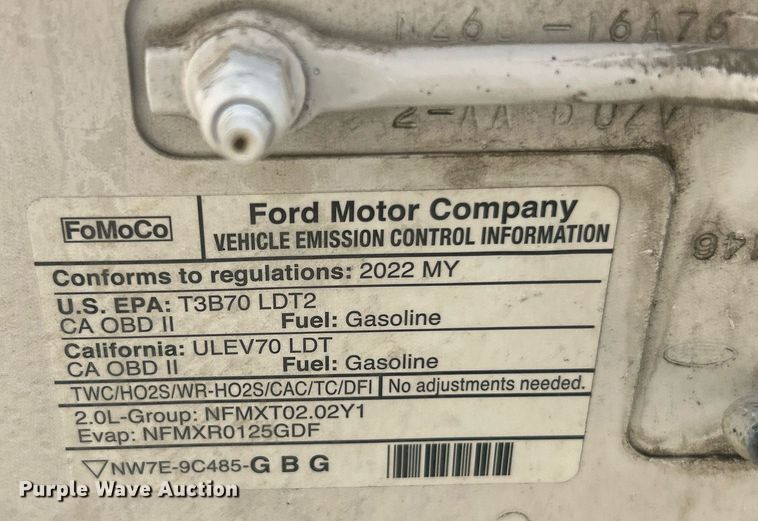 FoMoCo
Ford Motor Company
VEHICLE EMISSION CONTROL INFORMATION
Conforms to regulations: 2022 MY
U.S. EPA: T3B70 LDT2
CA OBD II Fuel: Gasoline
California: ULEV70 LDT
CA OBD II Fuel: Gasoline
TWC/HO2S/WR-HO2S/CAC/TC/DFI No adjustments needed.
2.0L-Group: NFMXT02.02Y1
Evap: NFMXR0125GDF
NW7E-9C485-G B G
Purple Wave Auction